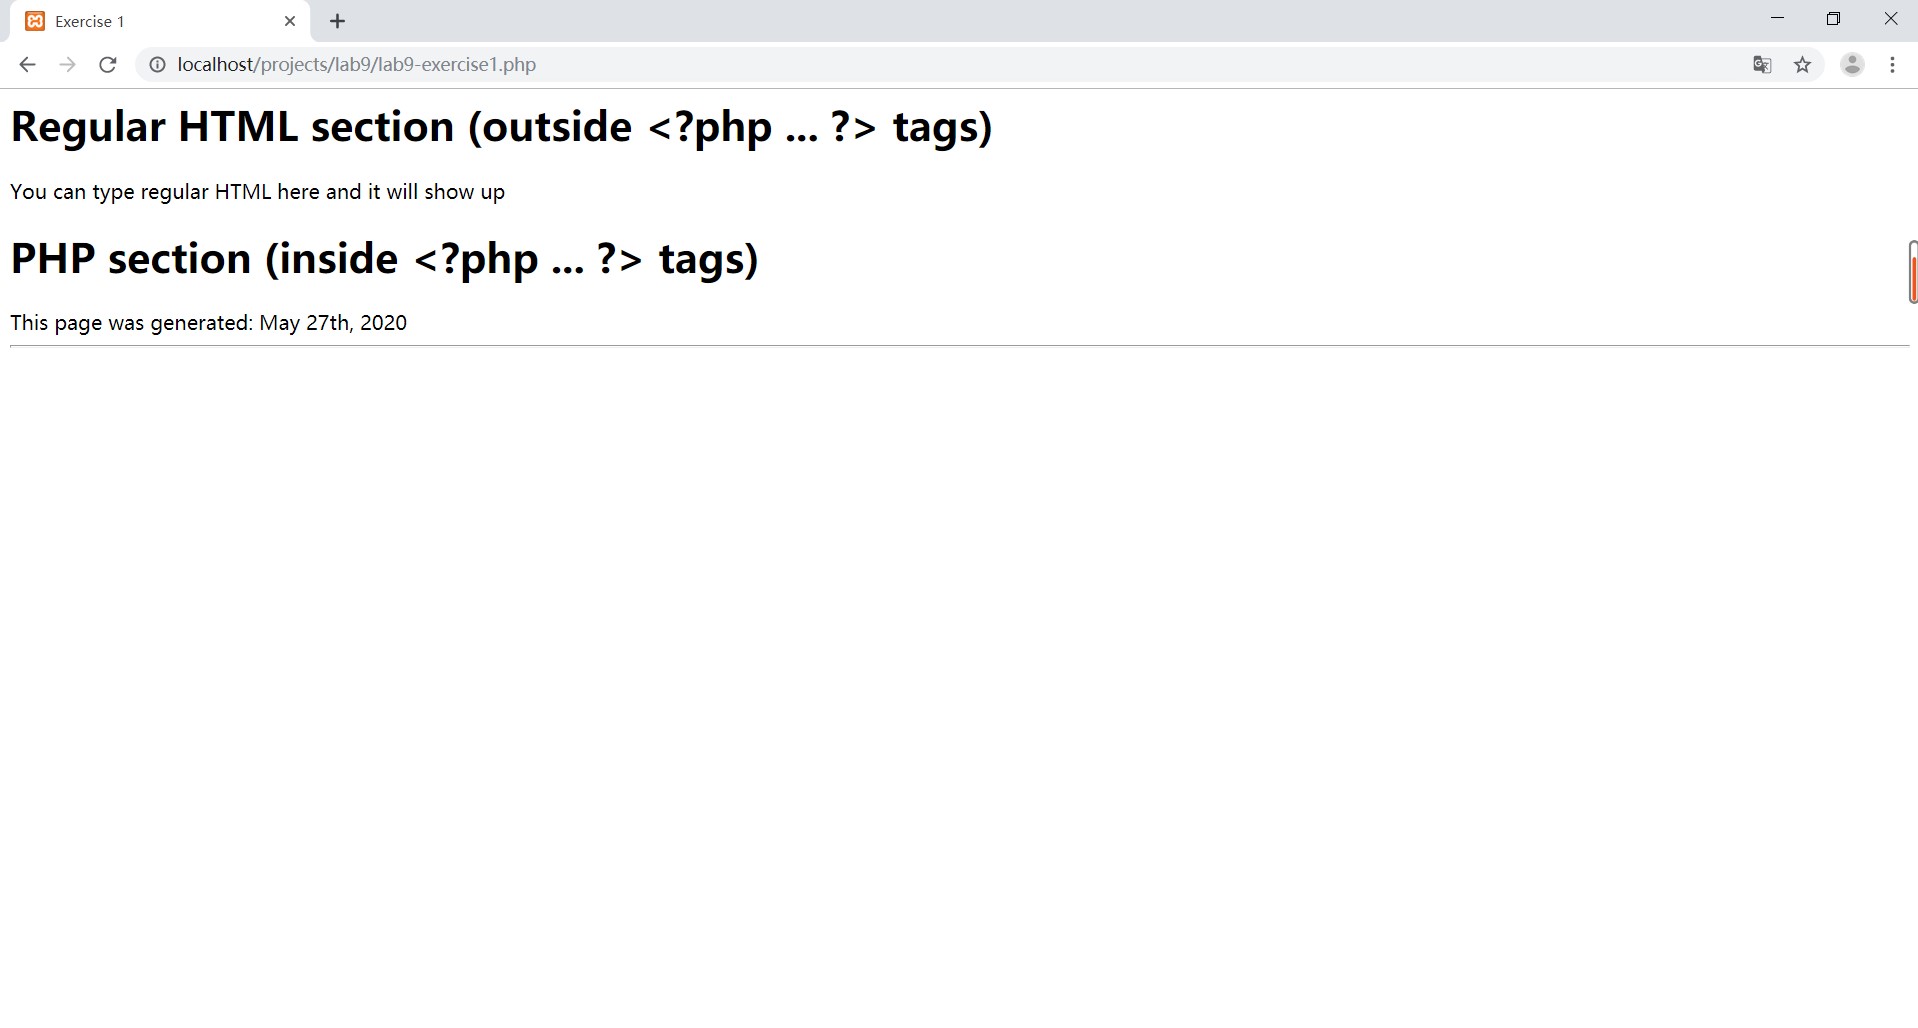 Exercise 1
localhost/projects/lab9/lab9-exercise1.php
Regular HTML section (outside <?php ... ?> tags)
You can type regular HTML here and it will show up
PHP section (inside <?php ... ?> tags)
This page was generated: May 27th, 2020